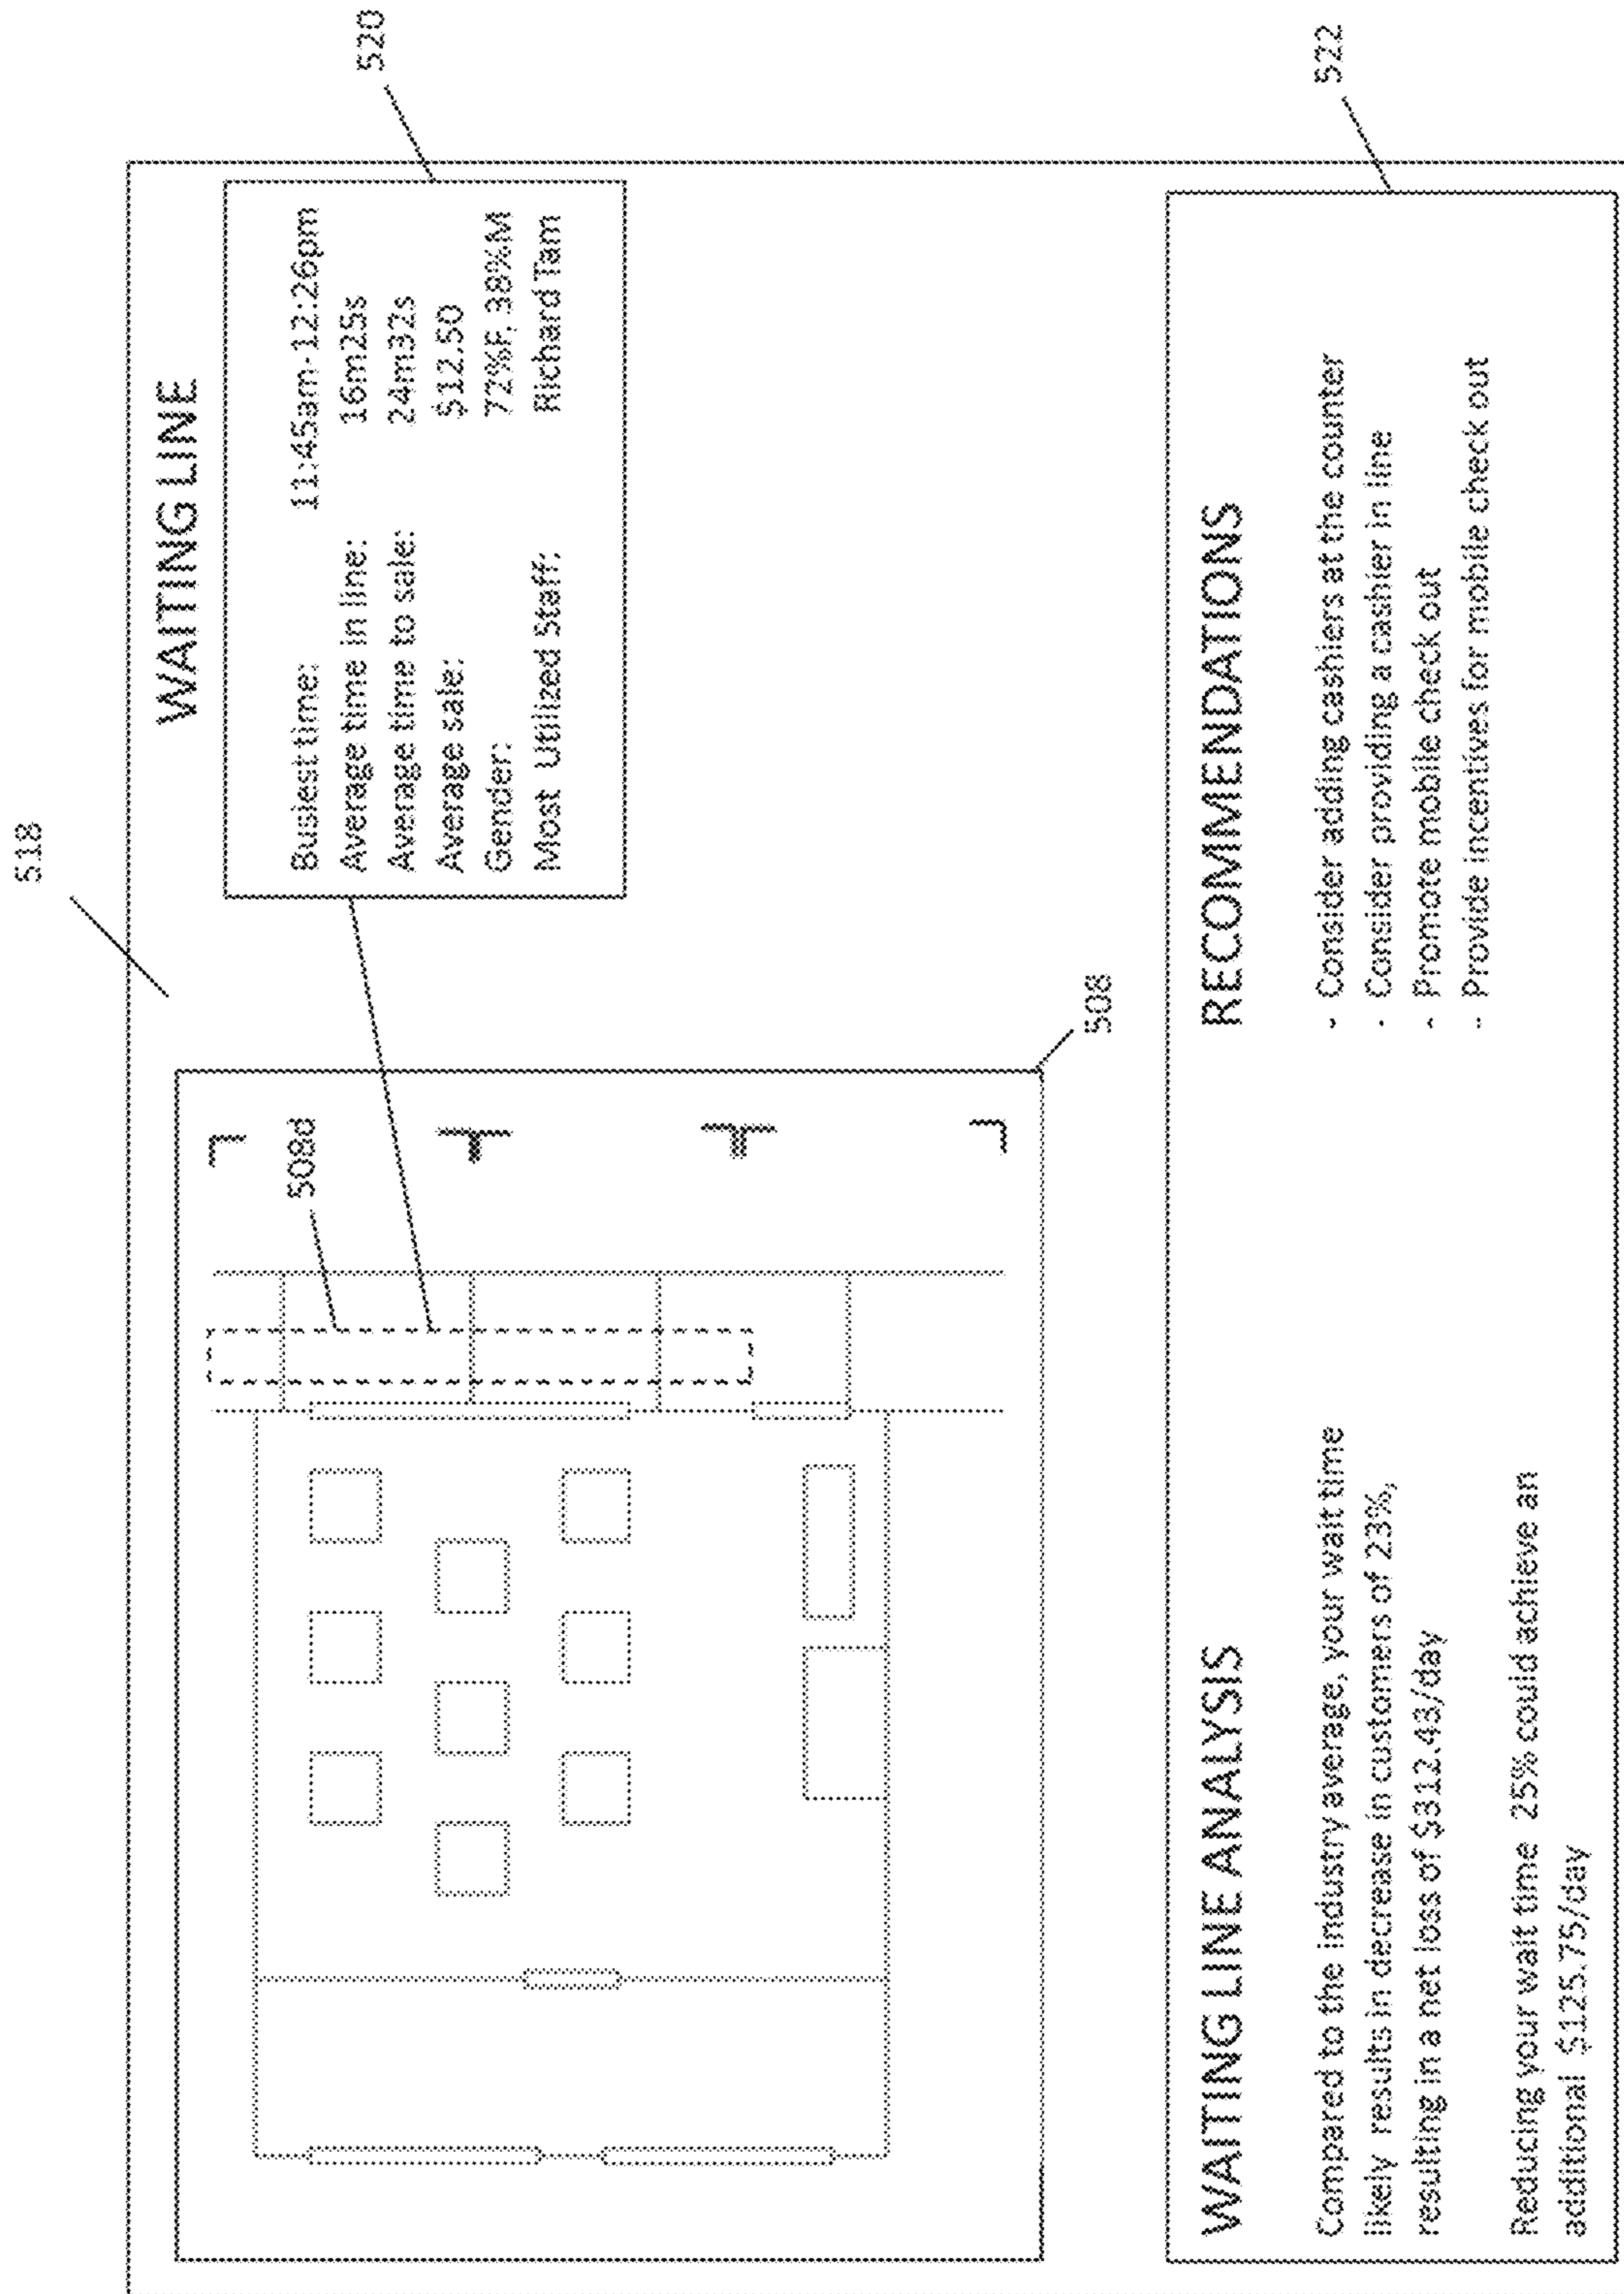 518
WAITING LINE
520
Busiest time: 11:45am-12:26pm
Average time in line: 16m25s
Average time to sale: 24m32s
Average sale: $12.50
Gender: 72%F, 38%M
Most Utilized Staff: Richard Tam
508d
508
522
WAITING LINE ANALYSIS
Compared to the industry average, your wait time
likely results in decrease in customers of 23%,
resulting in a net loss of $312.43/day
Reducing your wait time 25% could achieve an
additional $125.75/day
RECOMMENDATIONS
- Consider adding cashiers at the counter
- Consider providing a cashier in line
- Promote mobile check out
- Provide incentives for mobile check out